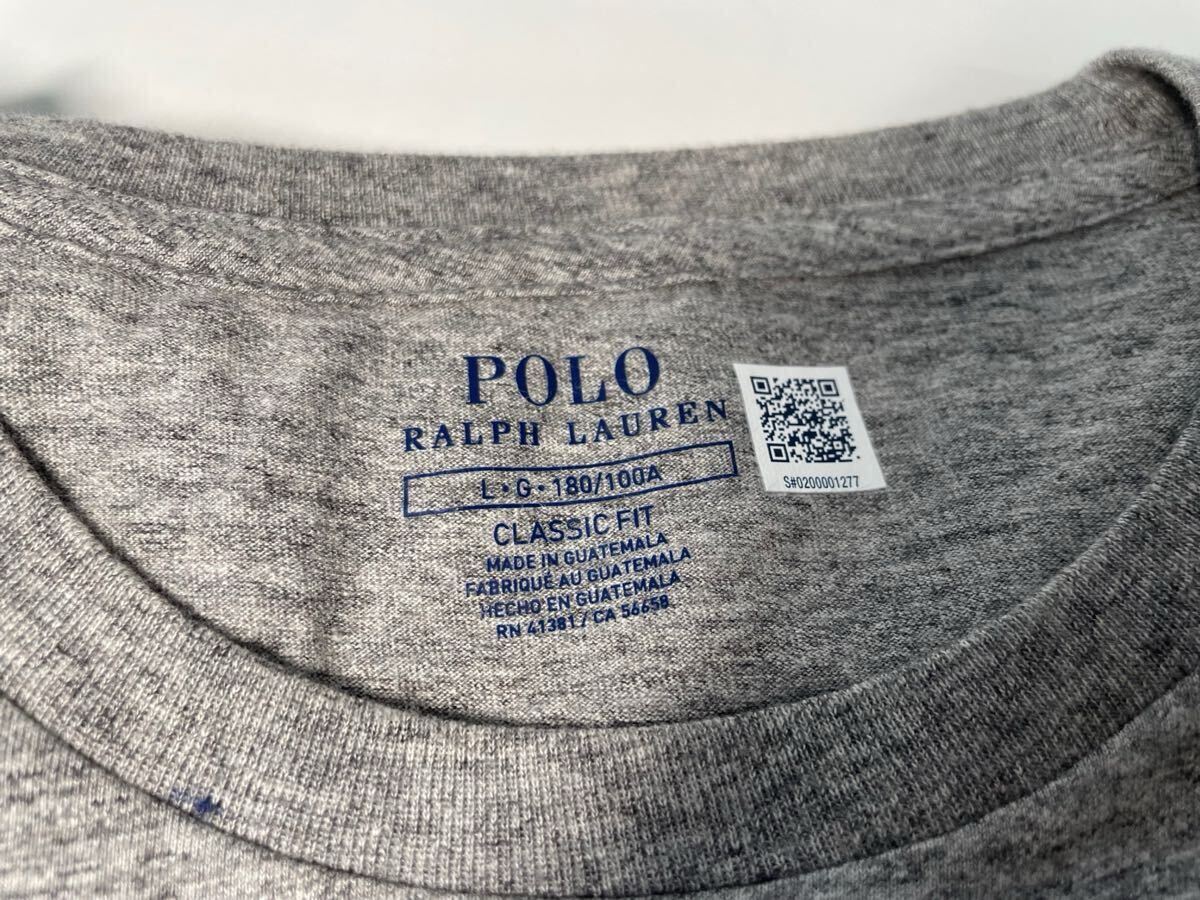 POLO
RALPH LAUREN
L•G•180/100A
CLASSIC FIT
MADE IN GUATEMALA
FABRIQUÉ AU GUATEMALA
HECHO EN GUATEMALA
RN 41381 / CA 56658
S#0200001277